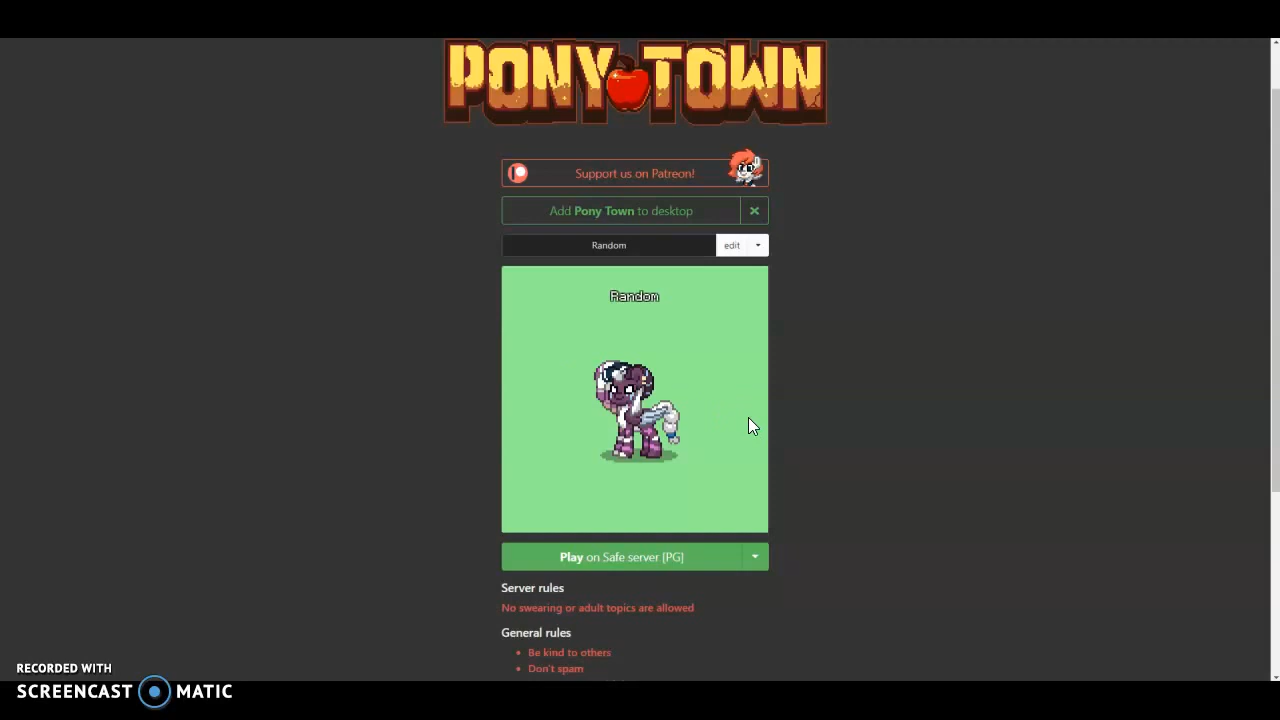 PONY TOWN
Support us on Patreon!
Add Pony Town to desktop
Random
edit
Random
Play on Safe server [PG]
Server rules
No swearing or adult topics are allowed
General rules
Be kind to others
Don't spam
RECORDED WITH
SCREENCAST MATIC